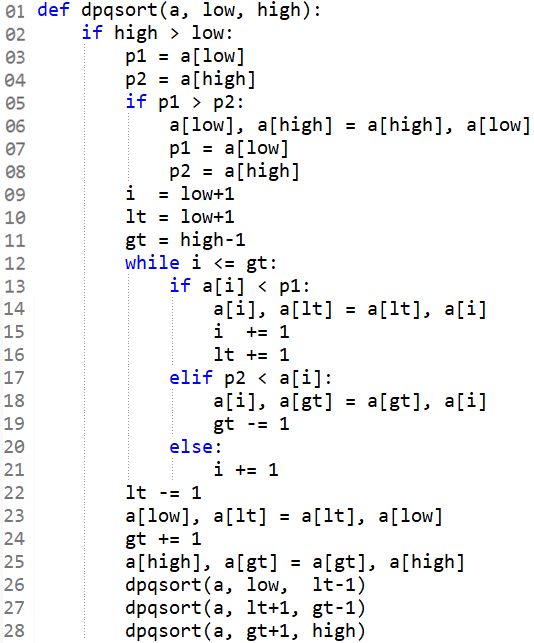 01 def dpqsort(a, low, high):
02     if high > low:
03         p1 = a[low]
04         p2 = a[high]
05         if p1 > p2:
06             a[low], a[high] = a[high], a[low]
07             p1 = a[low]
08             p2 = a[high]
09         i  = low+1
10         lt = low+1
11         gt = high-1
12         while i <= gt:
13             if a[i] < p1:
14                 a[i], a[lt] = a[lt], a[i]
15                 i  += 1
16                 lt += 1
17             elif p2 < a[i]:
18                 a[i], a[gt] = a[gt], a[i]
19                 gt -= 1
20             else:
21                 i += 1
22         lt -= 1
23         a[low], a[lt] = a[lt], a[low]
24         gt += 1
25         a[high], a[gt] = a[gt], a[high]
26         dpqsort(a, low,  lt-1)
27         dpqsort(a, lt+1, gt-1)
28         dpqsort(a, gt+1, high)